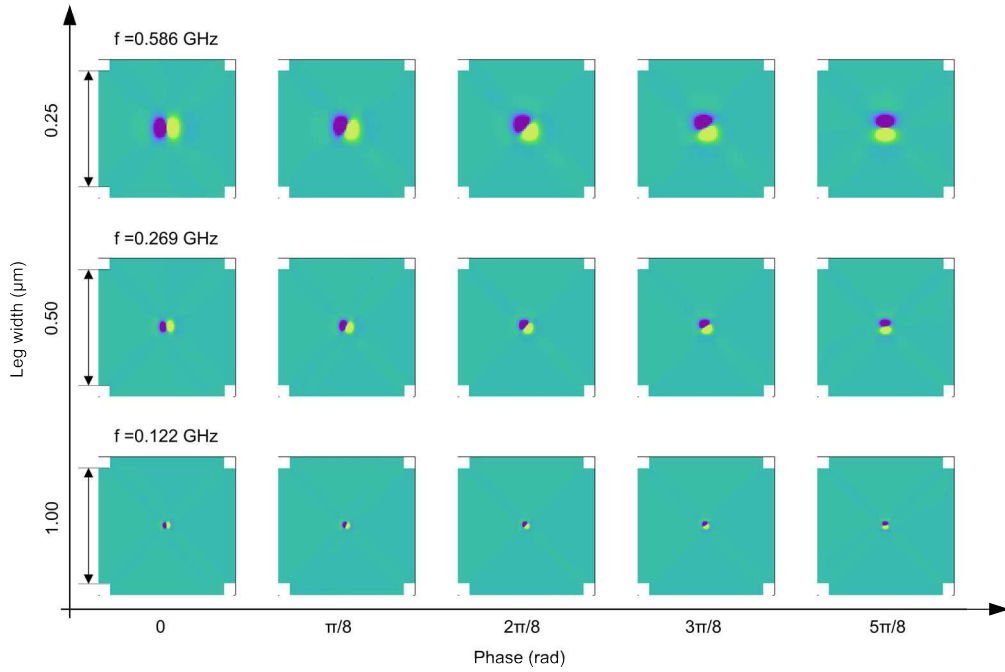 f =0.586 GHz
0.25
f =0.269 GHz
0.50
f =0.122 GHz
1.00
Leg width (μm)
0
π/8
2π/8
3π/8
5π/8
Phase (rad)